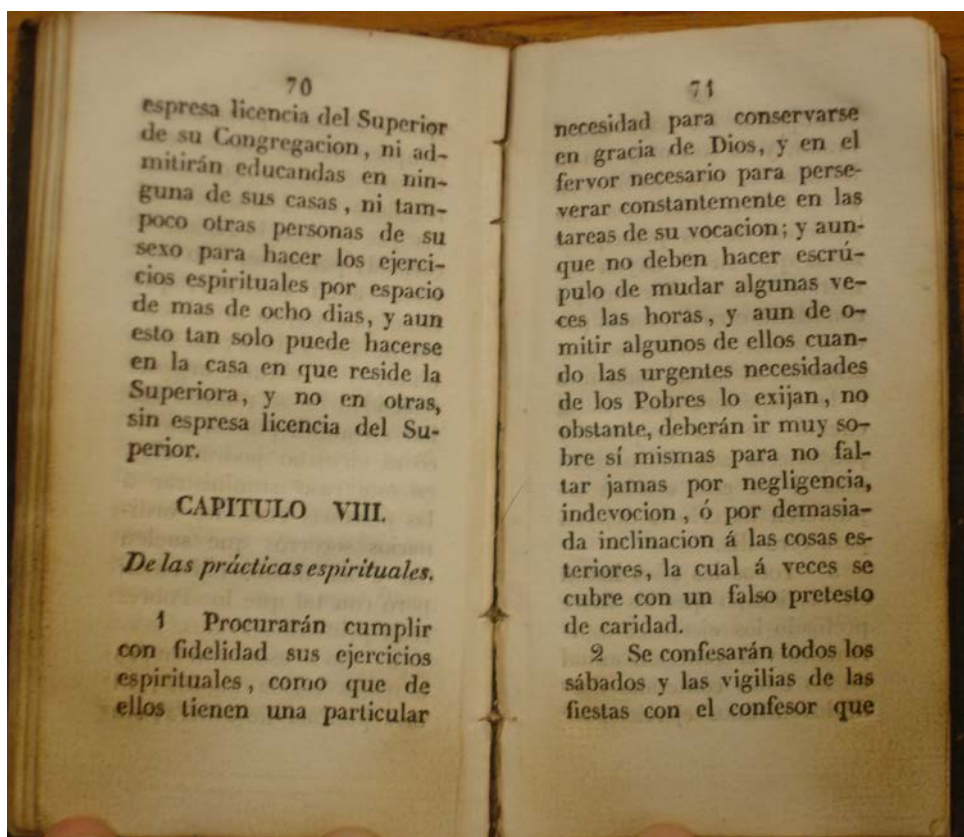 70
espresa licencia del Superior
de su Congregacion, ni ad-
mitirán educandas en nin-
guna de sus casas, ni tam-
poco otras personas de su
sexo para hacer los ejerci-
cios espirituales por espacio
de mas de ocho dias, y aun
esto tan solo puede hacerse
en la casa en que reside la
Superiora, y no en otras,
sin espresa licencia del Su-
perior.
CAPITULO VIII.
De las prácticas espirituales.
1 Procurarán cumplir
con fidelidad sus ejercicios
espirituales, como que de
ellos tienen una particular
71
necesidad para conservarse
en gracia de Dios, y en el
fervor necesario para perse-
verar constantemente en las
tareas de su vocacion; y aun-
que no deben hacer escrú-
pulo de mudar algunas ve-
ces las horas, y aun de o-
mitir algunos de ellos cuan-
do las urgentes necesidades
de los Pobres lo exijan, no
obstante, deberán ir muy so-
bre sí mismas para no fal-
tar jamas por negligencia,
indevocion, ó por demasia-
da inclinacion á las cosas es-
teriores, la cual á veces se
cubre con un falso pretesto
de caridad.
2 Se confesarán todos los
sábados y las vigilias de las
fiestas con el confesor que